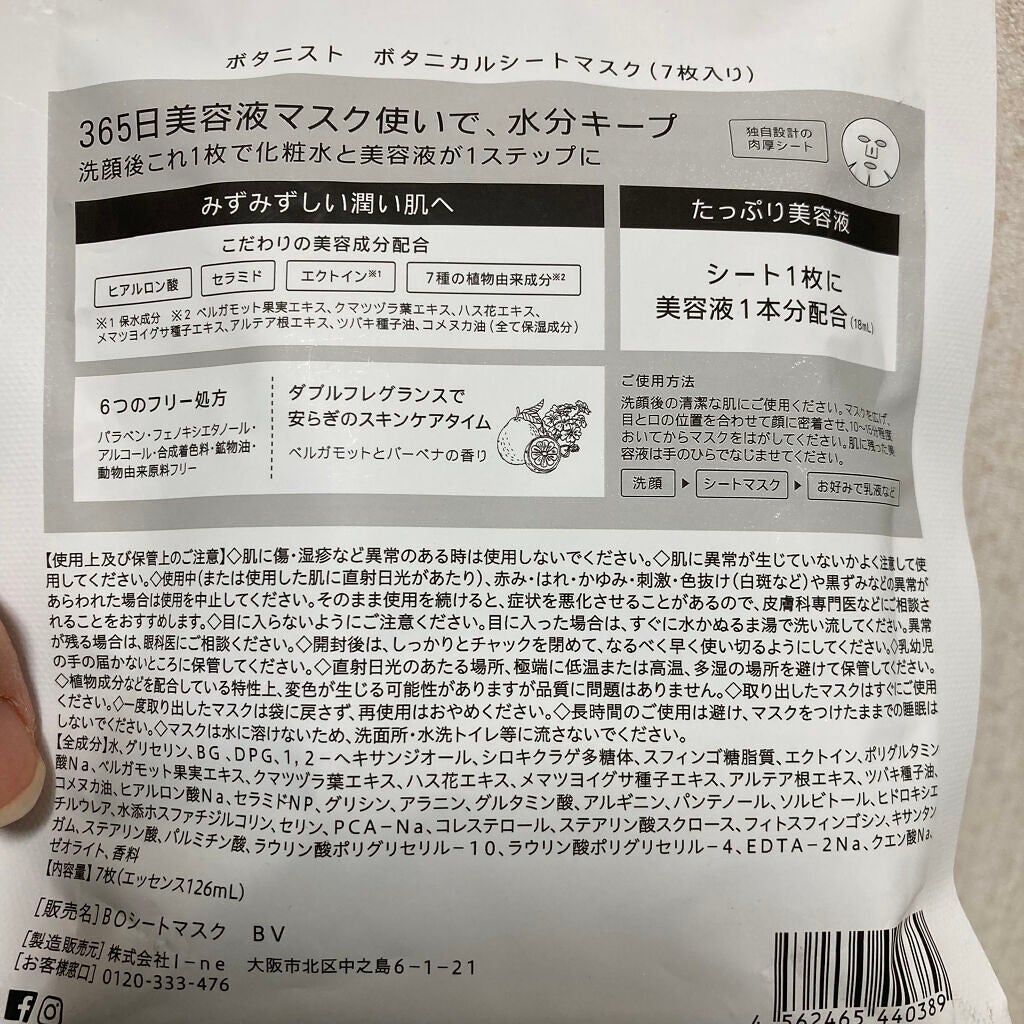 ボタニスト ボタニカルシートマスク(7枚入り)
365日美容液マスク使いで、水分キープ
洗顔後これ1枚で化粧水と美容液が1ステップに
独自設計の
肉厚シート
みずみずしい潤い肌へ
こだわりの美容成分配合
ヒアルロン酸 セラミド エクトイン※1 7種の植物由来成分※2
※1 保水成分 ※2 ベルガモット果実エキス、クマツヅラ葉エキス、ハス花エキス、
メマツヨイグサ種子エキス、アルテア根エキス、ツバキ種子油、コメヌカ油(全て保湿成分)
たっぷり美容液
シート1枚に
美容液1本分配合(18mL)
6つのフリー処方
パラベン・フェノキシエタノール・
アルコール・合成着色料・鉱物油・
動物由来原料フリー
ダブルフレグランスで
安らぎのスキンケアタイム
ベルガモットとバーベナの香り
ご使用方法
洗顔後の清潔な肌にご使用ください。マスクを広げ、
目と口の位置を合わせて顔に密着させ、10~15分程度
おいてからマスクをはがしてください。肌に残った美
容液は手のひらでなじませてください。
洗顔 ▶ シートマスク ▶ お好みで乳液など
【使用上及び保管上のご注意】◇肌に傷・湿疹など異常のある時は使用しないでください。◇肌に異常が生じていないかよく注意して使
用してください。◇使用中(または使用した肌に直射日光があたり)、赤み・はれ・かゆみ・刺激・色抜け(白斑など)や黒ずみなどの異常が
あらわれた場合は使用を中止してください。そのまま使用を続けると、症状を悪化させることがあるので、皮膚科専門医などにご相談さ
れることをおすすめします。◇目に入らないようにご注意ください。目に入った場合は、すぐに水かぬるま湯で洗い流してください。異常
が残る場合は、眼科医にご相談ください。◇開封後は、しっかりとチャックを閉めて、なるべく早く使い切るようにしてください。◇乳幼児
の手の届かないところに保管してください。◇直射日光のあたる場所、極端に低温または高温、多湿の場所を避けて保管してください。
◇植物成分などを配合している特性上、変色が生じる可能性がありますが品質に問題はありません。◇取り出したマスクはすぐにご使用
ください。◇一度取り出したマスクは袋に戻さず、再使用はおやめください。◇長時間のご使用は避け、マスクをつけたままでの睡眠は
しないでください。◇マスクは水に溶けないため、洗面所・水洗トイレ等に流さないでください。
【全成分】水、グリセリン、BG、DPG、1,2-ヘキサンジオール、シロキクラゲ多糖体、スフィンゴ糖脂質、エクトイン、ポリグルタミン
酸Na、ベルガモット果実エキス、クマツヅラ葉エキス、ハス花エキス、メマツヨイグサ種子エキス、アルテア根エキス、ツバキ種子油、
コメヌカ油、ヒアルロン酸Na、セラミドNP、グリシン、アラニン、グルタミン酸、アルギニン、パンテノール、ソルビトール、ヒドロキシエ
チルウレア、水添ホスファチジルコリン、セリン、PCA-Na、コレステロール、ステアリン酸スクロース、フィトスフィンゴシン、キサンタン
ガム、ステアリン酸、パルミチン酸、ラウリン酸ポリグリセリル-10、ラウリン酸ポリグリセリル-4、EDTA-2Na、クエン酸Na、
ゼオライト、香料
【内容量】7枚(エッセンス126mL)
[販売名]BOシートマスク BV
[製造販売元]株式会社I-ne 大阪市北区中之島6-1-21
[お客様窓口]0120-333-476
4 562465 440389